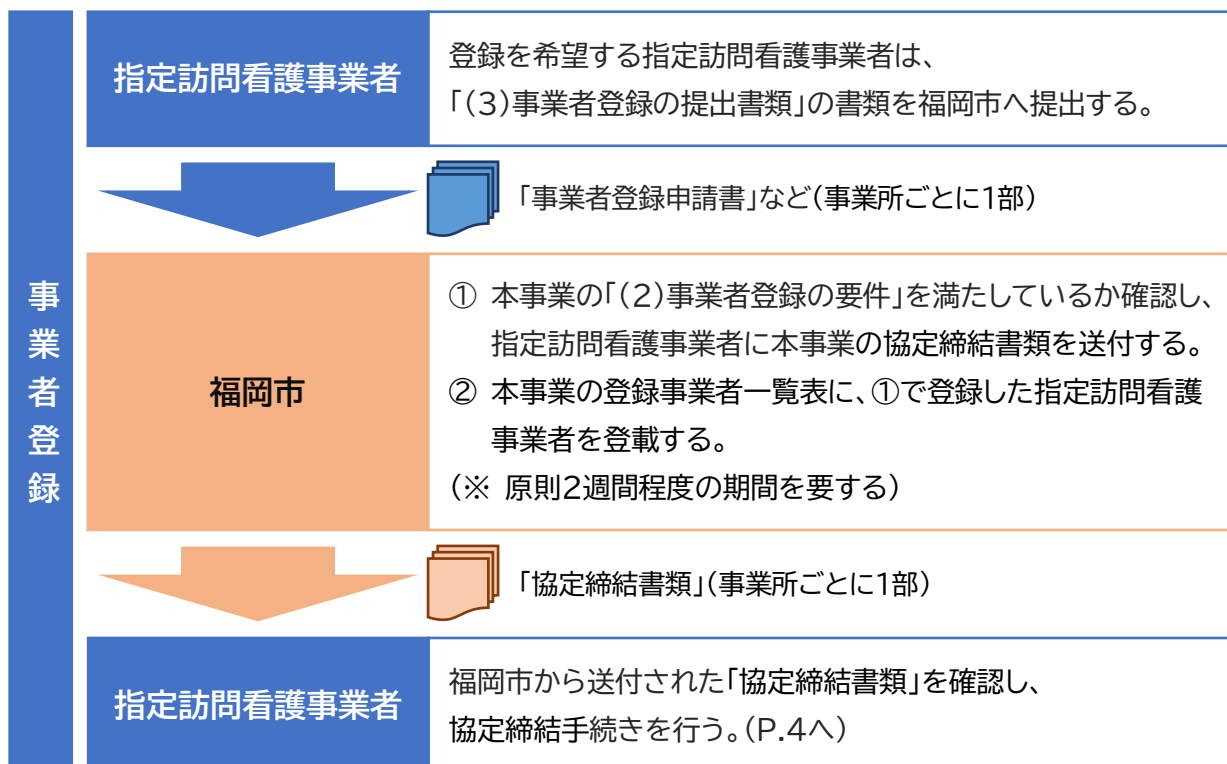 事業者登録
指定訪問看護事業者
登録を希望する指定訪問看護事業者は、
「(3)事業者登録の提出書類」の書類を福岡市へ提出する。
「事業者登録申請書」など(事業所ごとに1部)
福岡市
① 本事業の「(2)事業者登録の要件」を満たしているか確認し、
指定訪問看護事業者に本事業の協定締結書類を送付する。
② 本事業の登録事業者一覧表に、①で登録した指定訪問看護
事業者を登載する。
(※ 原則2週間程度の期間を要する)
「協定締結書類」(事業所ごとに1部)
指定訪問看護事業者
福岡市から送付された「協定締結書類」を確認し、
協定締結手続きを行う。(P.4へ)